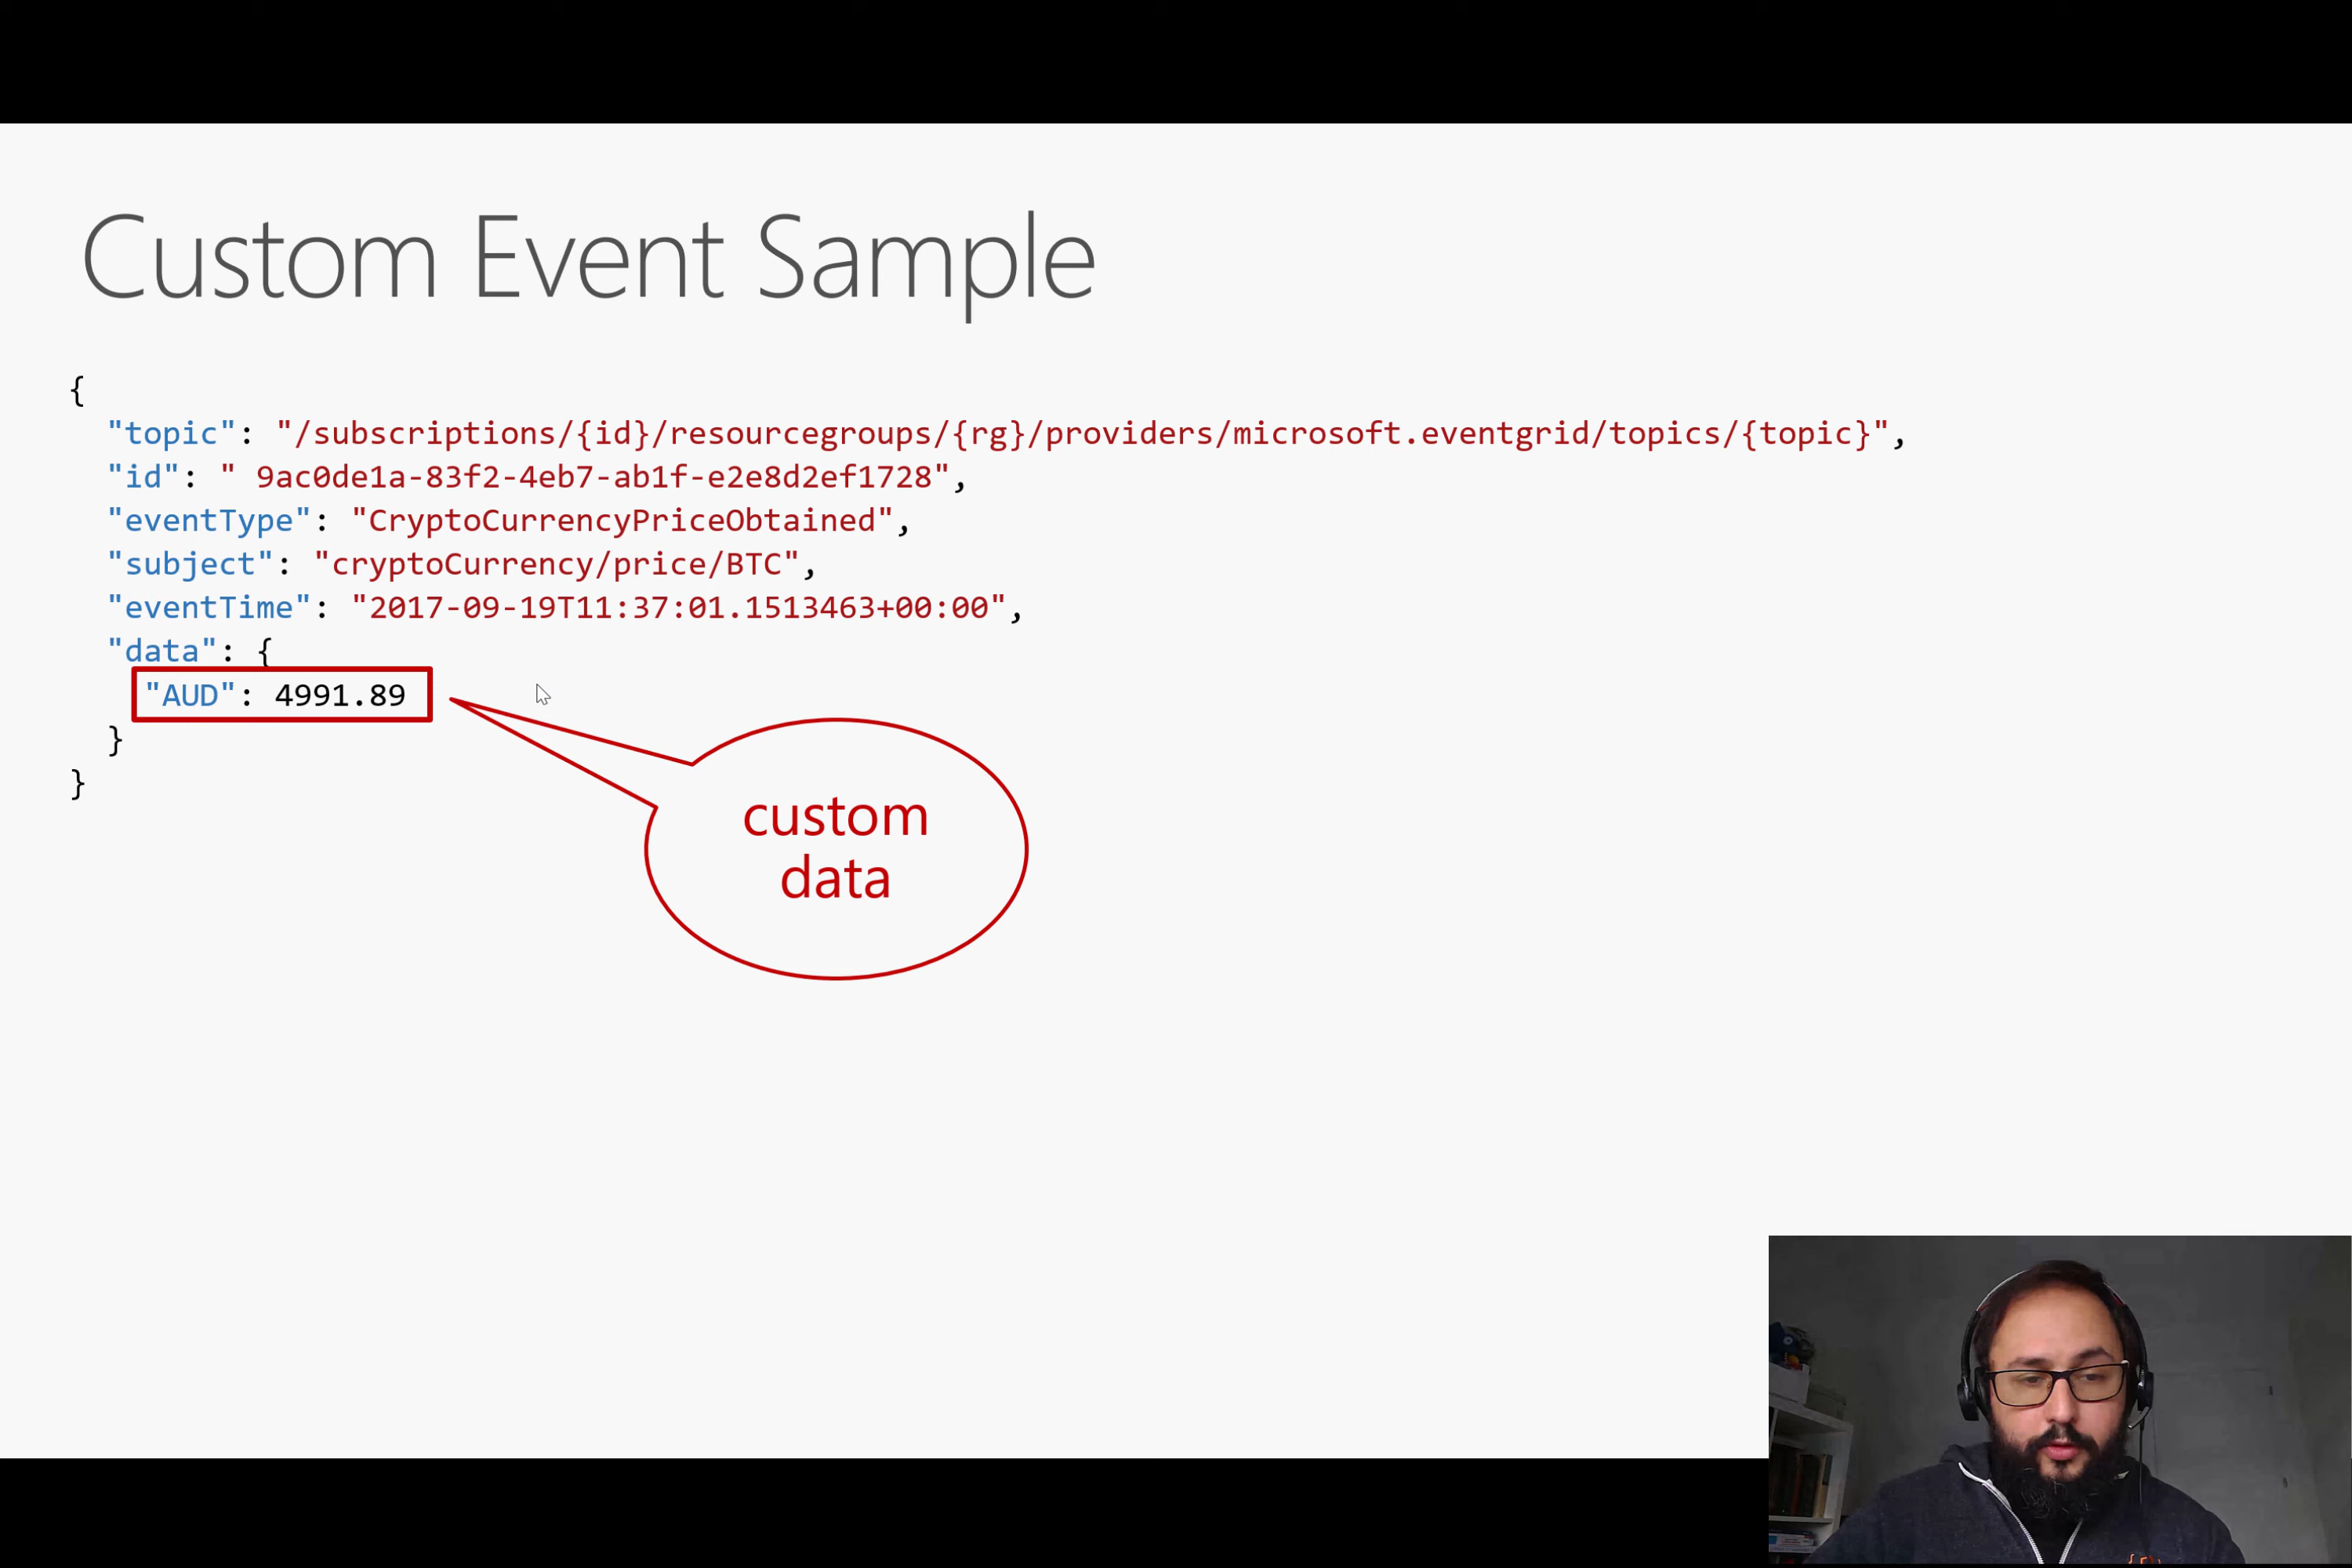 Custom Event Sample
{
"topic": "/subscriptions/{id}/resourcegroups/{rg}/providers/microsoft.eventgrid/topics/{topic}",
"id": " 9ac0de1a-83f2-4eb7-ab1f-e2e8d2ef1728",
"eventType": "CryptoCurrencyPriceObtained",
"subject": "cryptoCurrency/price/BTC",
"eventTime": "2017-09-19T11:37:01.1513463+00:00",
"data": {
"AUD": 4991.89
}
}
custom
data